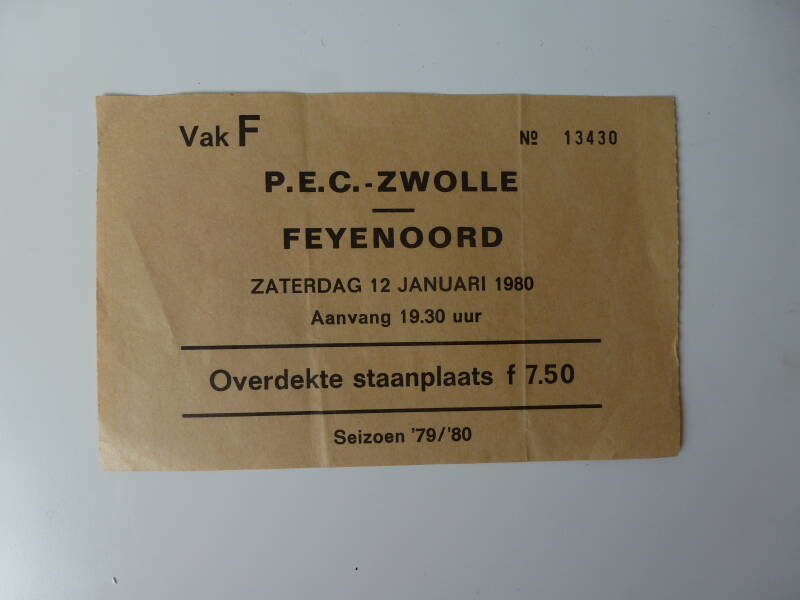 Vak F Nº 13430
P.E.C.-ZWOLLE
—
FEYENOORD
ZATERDAG 12 JANUARI 1980
Aanvang 19.30 uur
Overdekte staanplaats f 7.50
Seizoen '79/'80